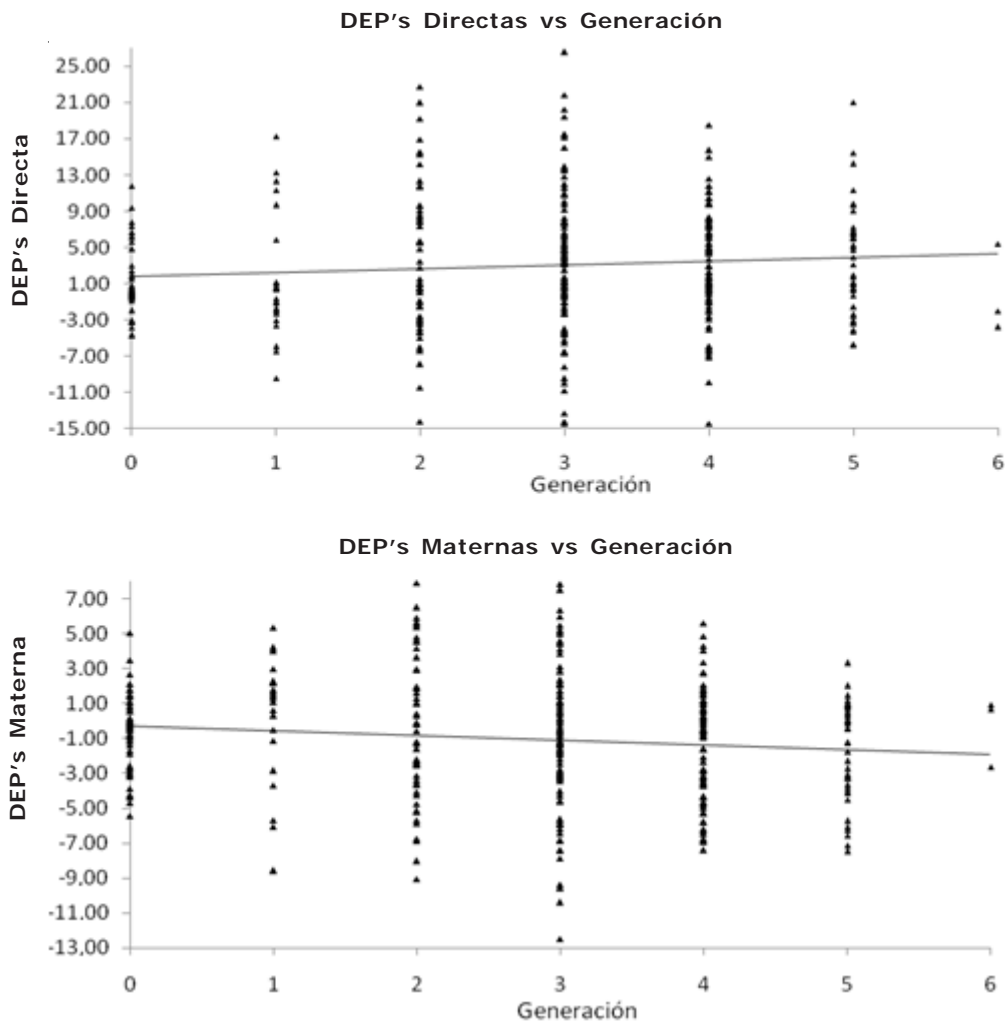 DEP's Directas vs Generación
DEP's Directa
25.00
21.00
17.00
13.00
9.00
5.00
1.00
-3.00
-7.00
-11.00
-15.00
0 1 2 3 4 5 6
Generación
DEP's Maternas vs Generación
DEP's Materna
7,00
5.00
3.00
1.00
-1.00
-3.00
-5.00
-7.00
-9.00
-11.00
-13,00
0 1 2 3 4 5 6
Generación